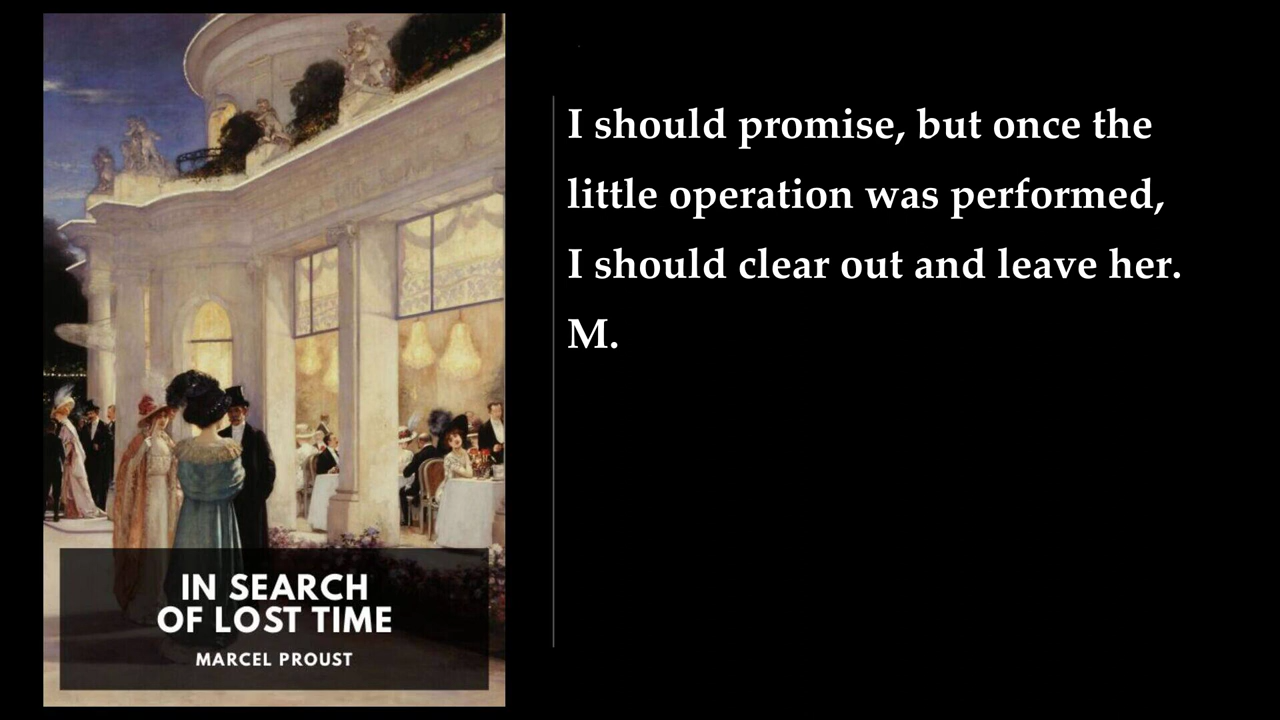 I should promise, but once the
little operation was performed,
I should clear out and leave her.
M.
IN SEARCH
OF LOST TIME
MARCEL PROUST